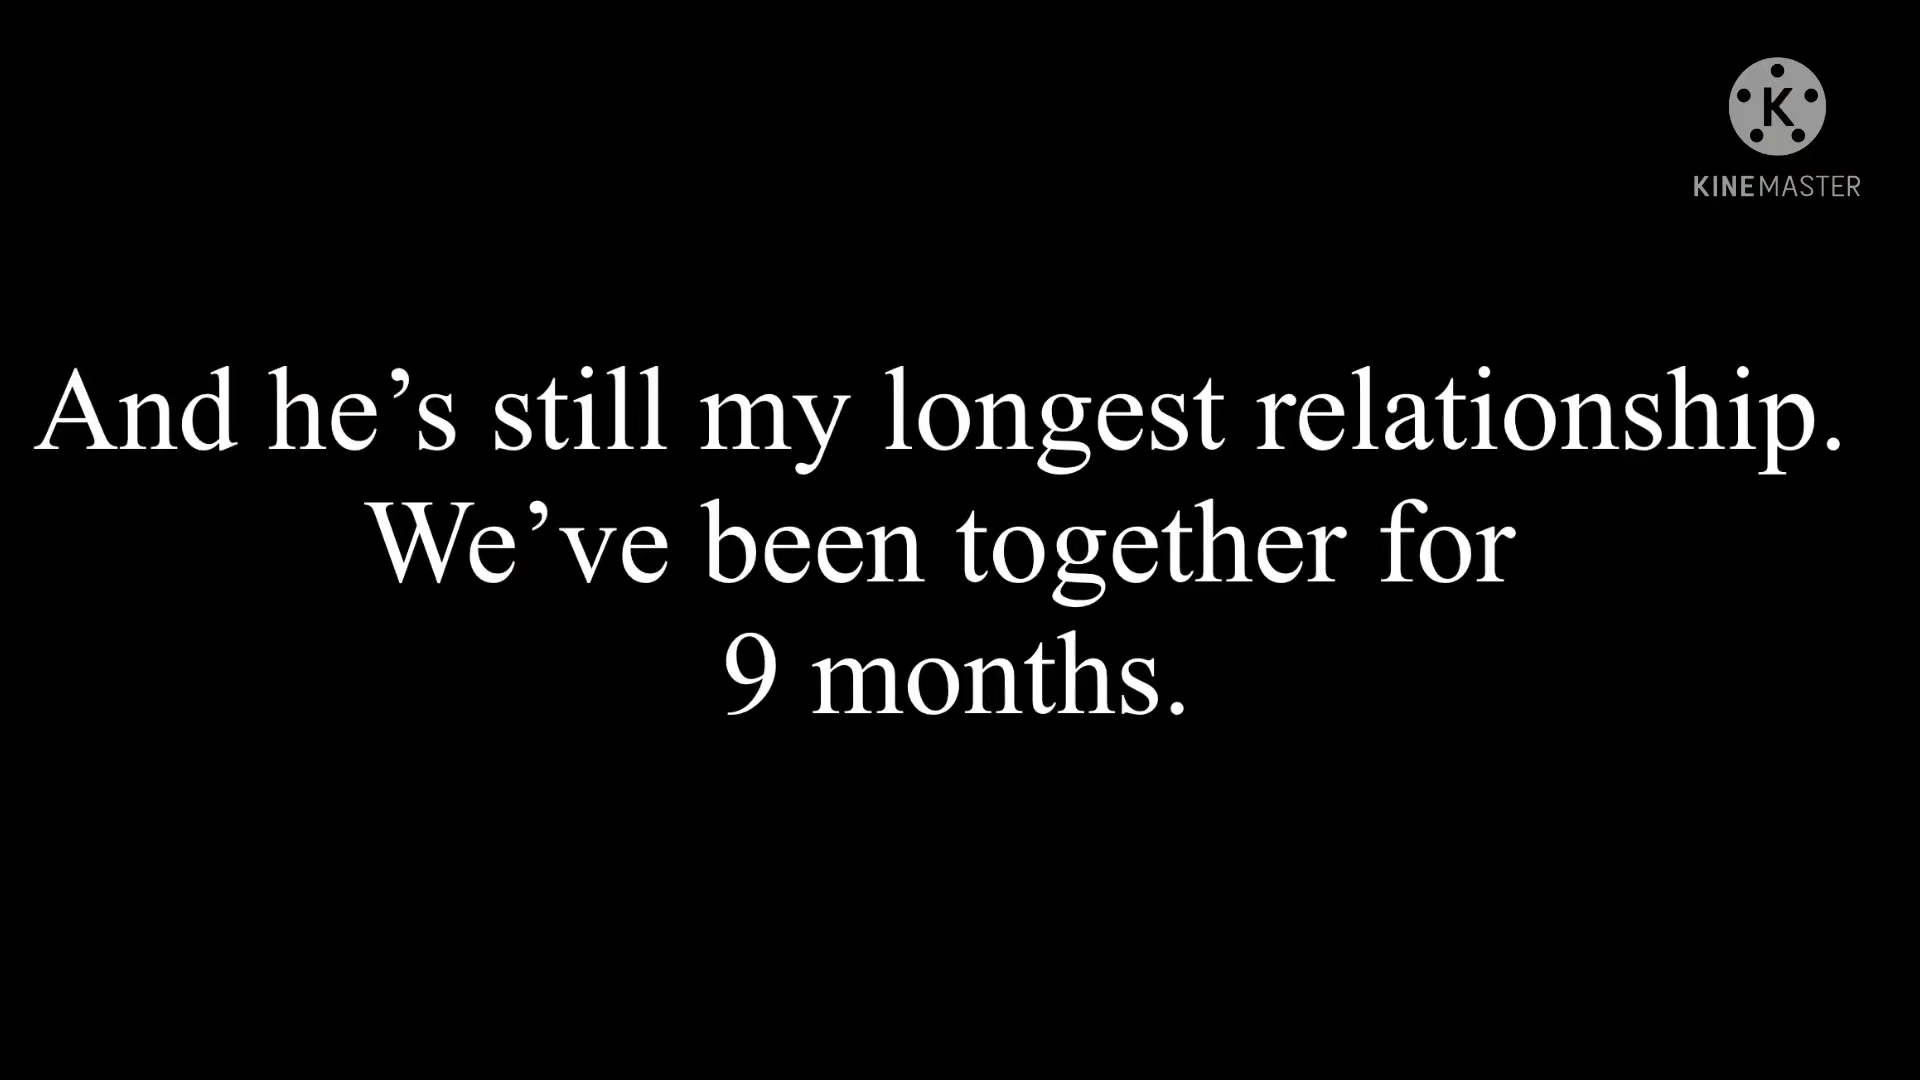 K
KINEMASTER
And he’s still my longest relationship.
We’ve been together for
9 months.